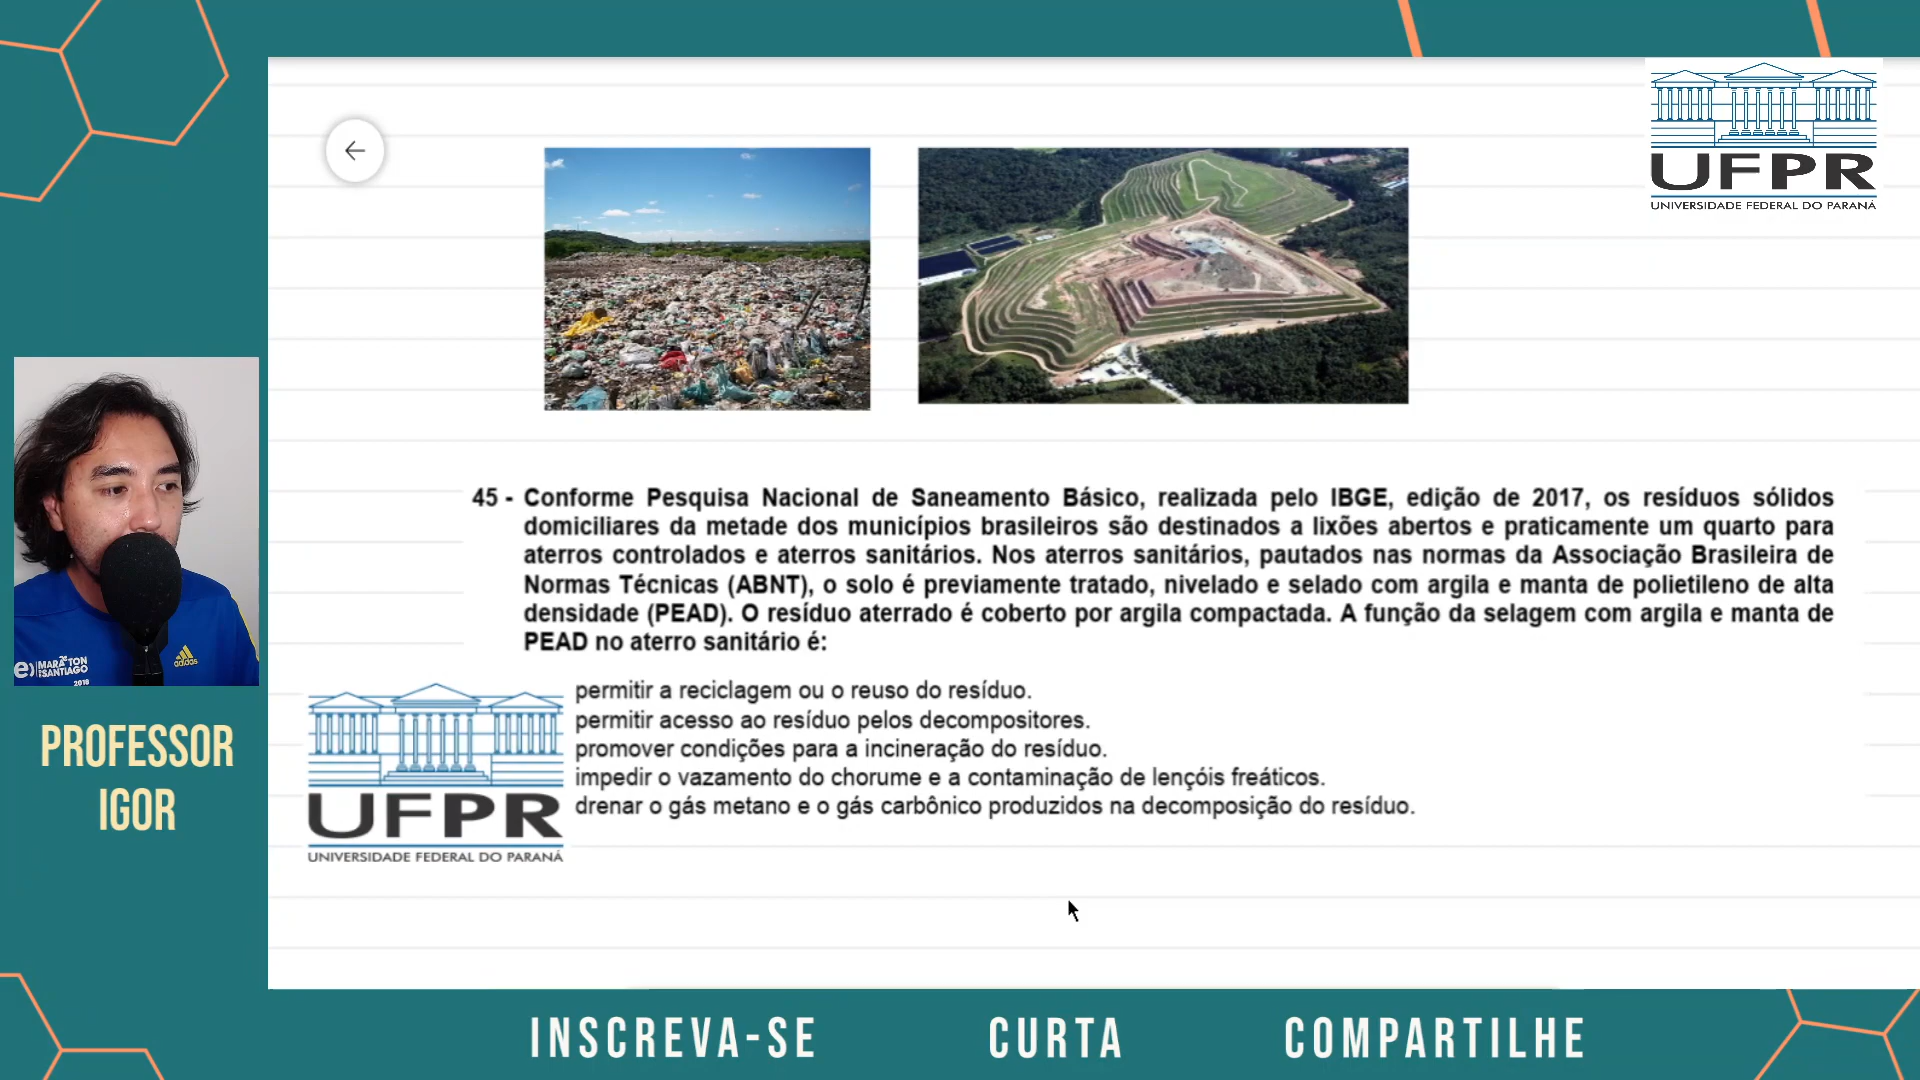 UFPR
UNIVERSIDADE FEDERAL DO PARANÁ
45 - Conforme Pesquisa Nacional de Saneamento Básico, realizada pelo IBGE, edição de 2017, os resíduos sólidos
domiciliares da metade dos municípios brasileiros são destinados a lixões abertos e praticamente um quarto para
aterros controlados e aterros sanitários. Nos aterros sanitários, pautados nas normas da Associação Brasileira de
Normas Técnicas (ABNT), o solo é previamente tratado, nivelado e selado com argila e manta de polietileno de alta
densidade (PEAD). O resíduo aterrado é coberto por argila compactada. A função da selagem com argila e manta de
PEAD no aterro sanitário é:
permitir a reciclagem ou o reuso do resíduo.
permitir acesso ao resíduo pelos decompositores.
promover condições para a incineração do resíduo.
impedir o vazamento do chorume e a contaminação de lençóis freáticos.
drenar o gás metano e o gás carbônico produzidos na decomposição do resíduo.
UFPR
UNIVERSIDADE FEDERAL DO PARANÁ
MARATON
DE SANTIAGO
2018
adidas
PROFESSOR
IGOR
INSCREVA-SE
CURTA
COMPARTILHE